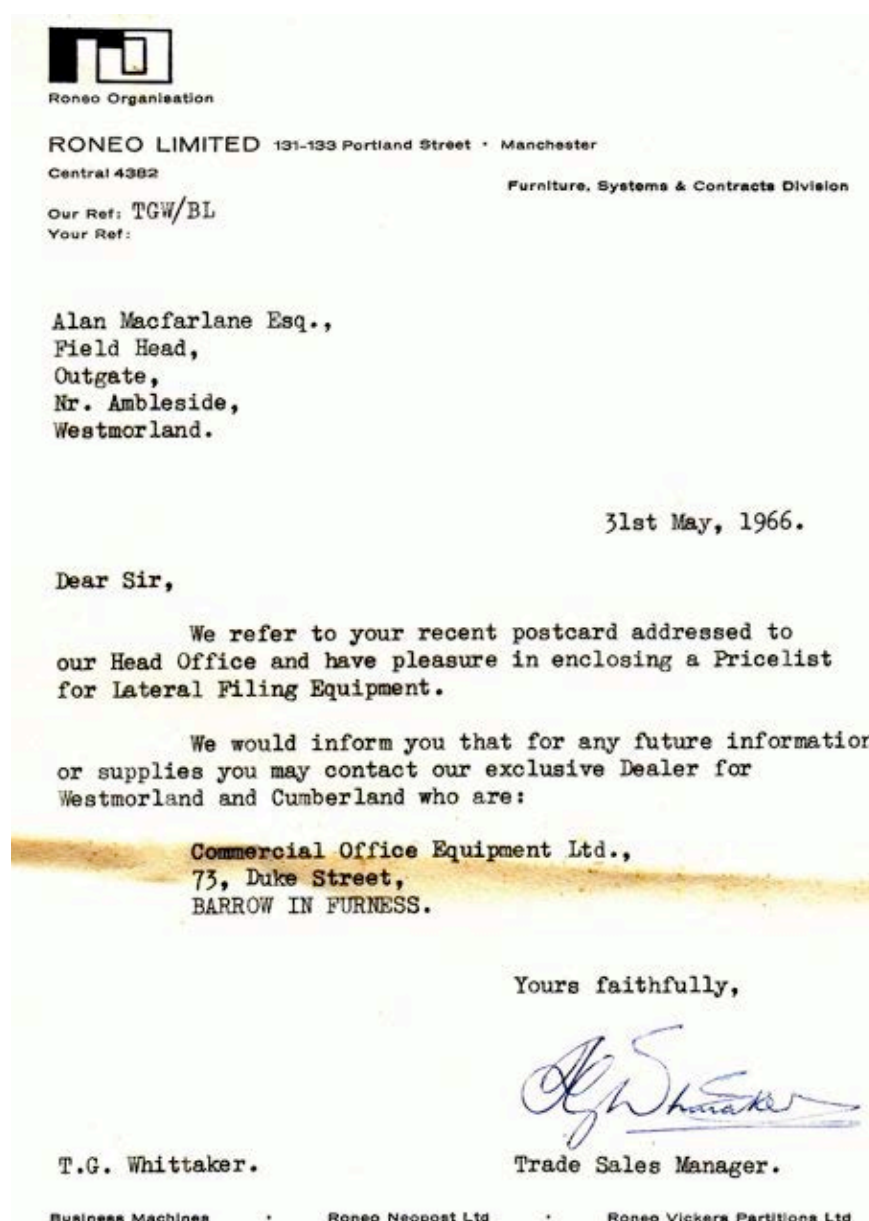 Roneo Organisation
RONEO LIMITED 131-133 Portland Street · Manchester
Central 4382
Furniture, Systems & Contracts Division
Our Ref: TGW/BL
Your Ref:
Alan Macfarlane Esq.,
Field Head,
Outgate,
Nr. Ambleside,
Westmorland.
31st May, 1966.
Dear Sir,
We refer to your recent postcard addressed to
our Head Office and have pleasure in enclosing a Pricelist
for Lateral Filing Equipment.
We would inform you that for any future information
or supplies you may contact our exclusive Dealer for
Westmorland and Cumberland who are:
Commercial Office Equipment Ltd.,
73, Duke Street,
BARROW IN FURNESS.
Yours faithfully,
TGWhittaker
T.G. Whittaker. Trade Sales Manager.
Business Machines · Roneo Neopost Ltd · Roneo Vickers Partitions Ltd